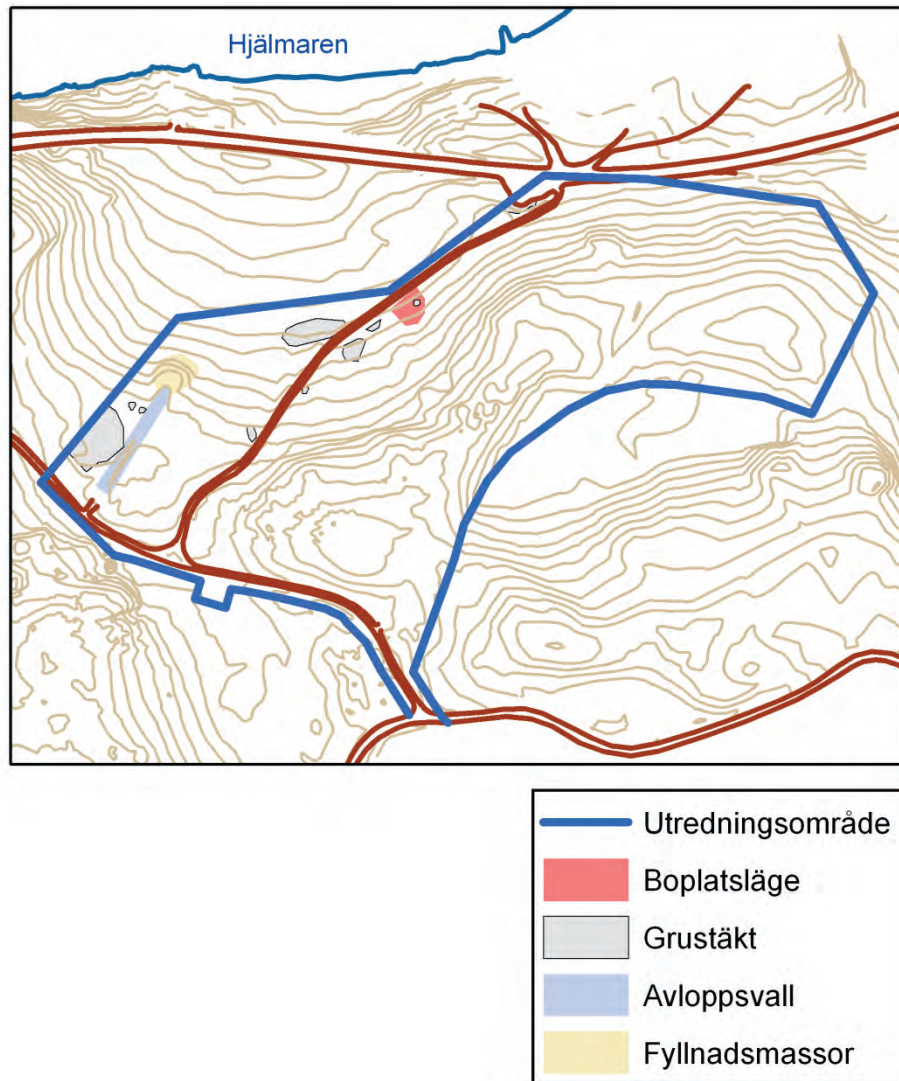 Hjälmaren
Utredningsområde
Boplatsläge
Grustäkt
Avloppsvall
Fyllnadsmassor